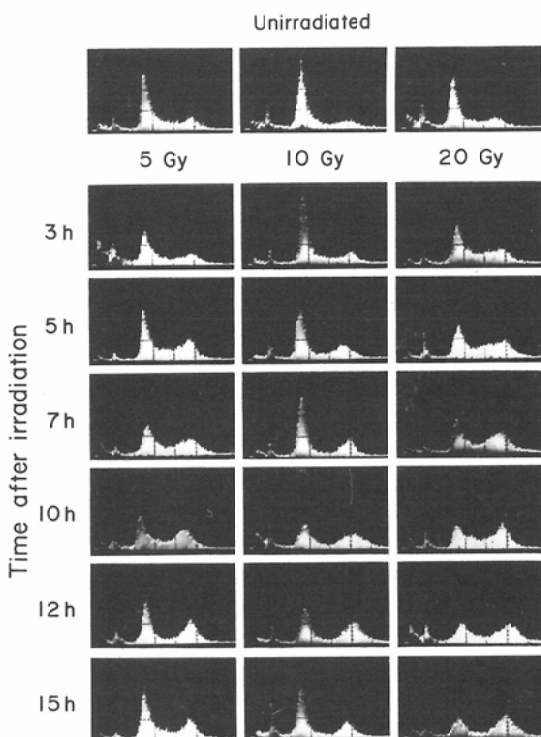 Unirradiated
5 Gy 10 Gy 20 Gy
3 h
5 h
7 h
10 h
12 h
15 h
Time after irradiation